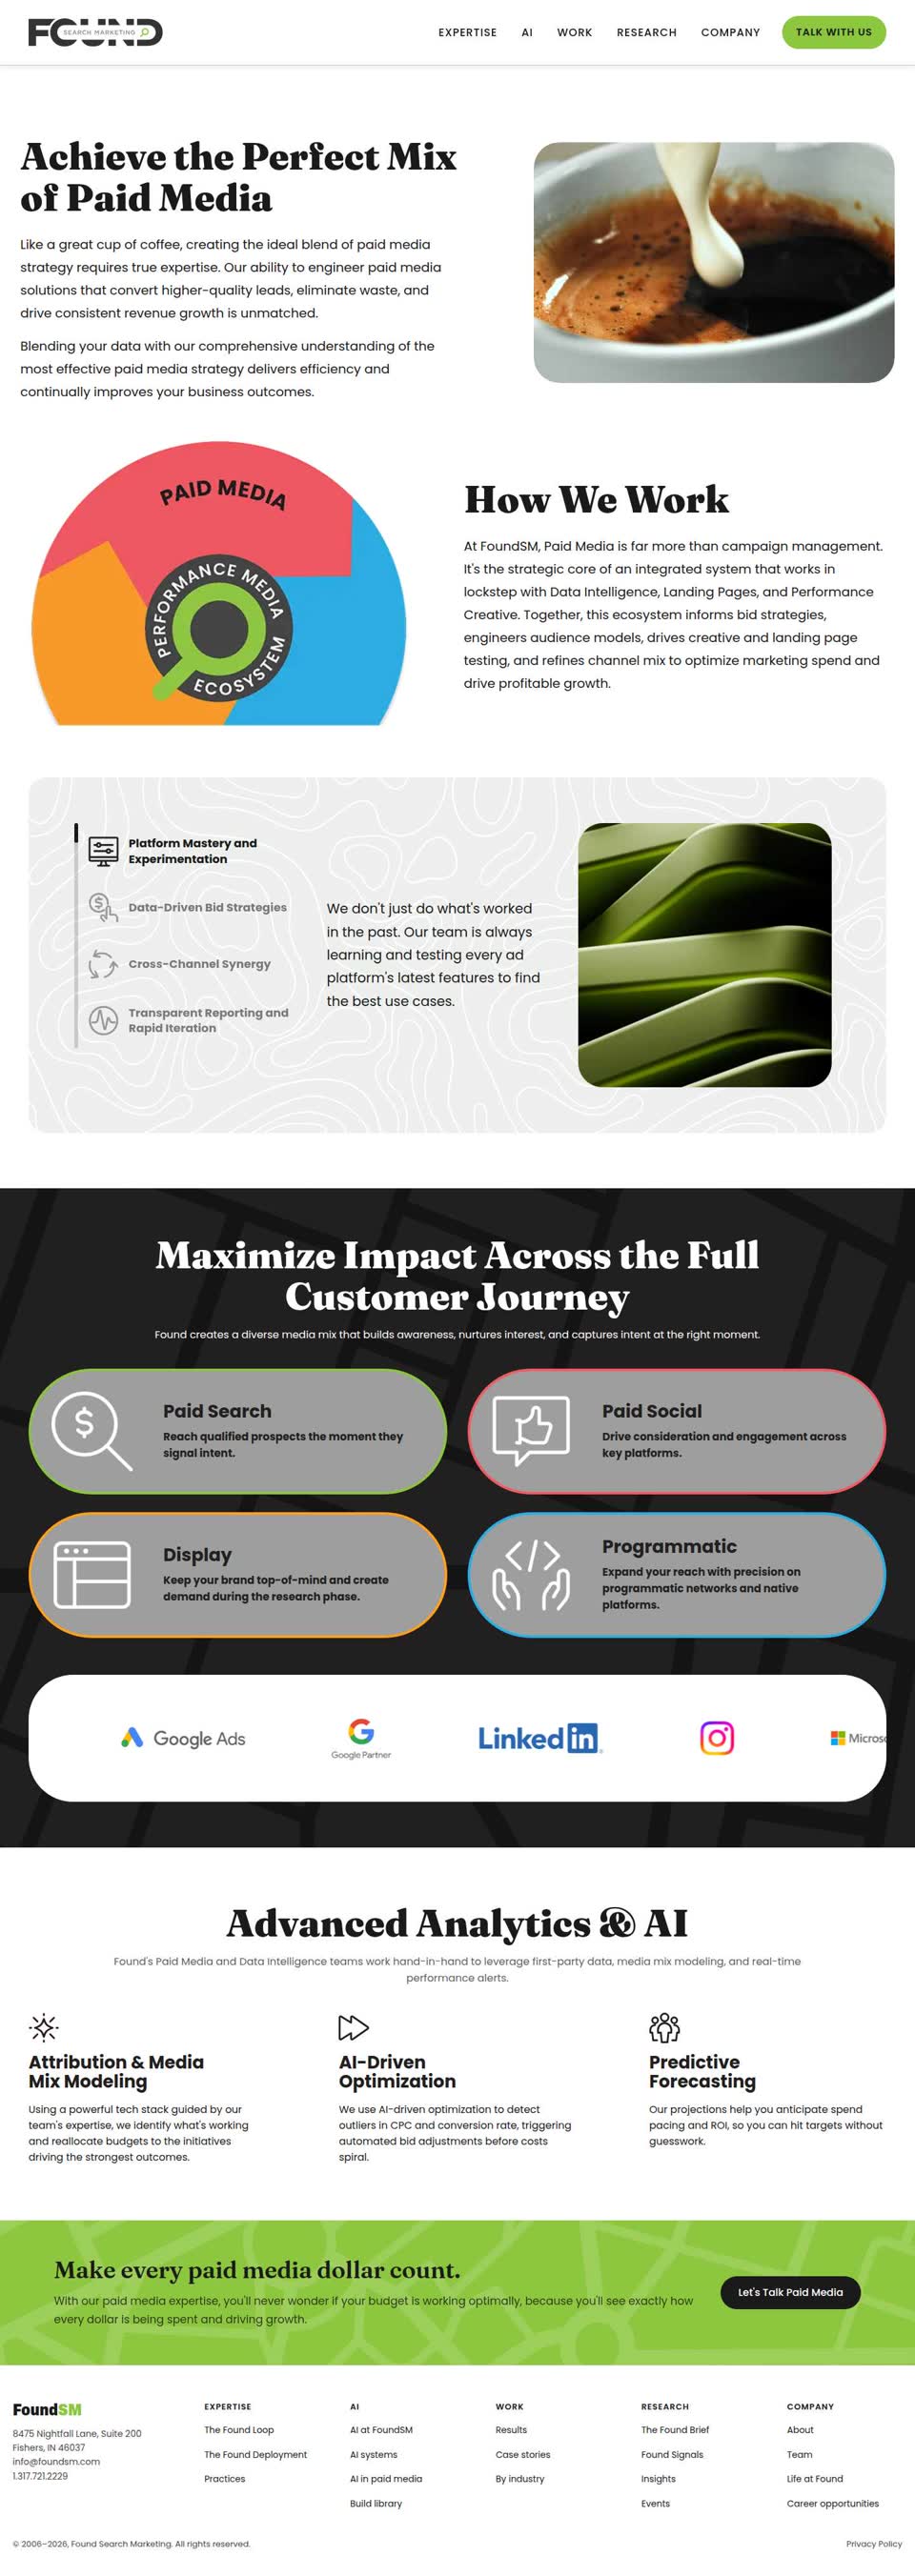 FOUND
SEARCH MARKETING
EXPERTISE
AI
WORK
RESEARCH
COMPANY
TALK WITH US
Achieve the Perfect Mix
of Paid Media
Like a great cup of coffee, creating the ideal blend of paid media
strategy requires true expertise. Our ability to engineer paid media
solutions that convert higher-quality leads, eliminate waste, and
drive consistent revenue growth is unmatched.
Blending your data with our comprehensive understanding of the
most effective paid media strategy delivers efficiency and
continually improves your business outcomes.
PAID MEDIA
PERFORMANCE MEDIA
ECOSYSTEM
How We Work
At FoundSM, Paid Media is far more than campaign management.
It's the strategic core of an integrated system that works in
lockstep with Data Intelligence, Landing Pages, and Performance
Creative. Together, this ecosystem informs bid strategies,
engineers audience models, drives creative and landing page
testing, and refines channel mix to optimize marketing spend and
drive profitable growth.
Platform Mastery and
Experimentation
Data-Driven Bid Strategies
Cross-Channel Synergy
Transparent Reporting and
Rapid Iteration
We don't just do what's worked
in the past. Our team is always
learning and testing every ad
platform's latest features to find
the best use cases.
Maximize Impact Across the Full
Customer Journey
Found creates a diverse media mix that builds awareness, nurtures interest, and captures intent at the right moment.
Paid Search
Reach qualified prospects the moment they
signal intent.
Paid Social
Drive consideration and engagement across
key platforms.
Display
Keep your brand top-of-mind and create
demand during the research phase.
Programmatic
Expand your reach with precision on
programmatic networks and native
platforms.
Google Ads
Google Partner
LinkedIn
Micros
Advanced Analytics & AI
Found's Paid Media and Data Intelligence teams work hand-in-hand to leverage first-party data, media mix modeling, and real-time
performance alerts.
Attribution & Media
Mix Modeling
Using a powerful tech stack guided by our
team's expertise, we identify what's working
and reallocate budgets to the initiatives
driving the strongest outcomes.
AI-Driven
Optimization
We use AI-driven optimization to detect
outliers in CPC and conversion rate, triggering
automated bid adjustments before costs
spiral.
Predictive
Forecasting
Our projections help you anticipate spend
pacing and ROI, so you can hit targets without
guesswork.
Make every paid media dollar count.
With our paid media expertise, you'll never wonder if your budget is working optimally, because you'll see exactly how
every dollar is being spent and driving growth.
Let's Talk Paid Media
FoundSM
8475 Nightfall Lane, Suite 200
Fishers, IN 46037
info@foundsm.com
1.317.721.2229
EXPERTISE
The Found Loop
The Found Deployment
Practices
AI
AI at FoundSM
AI systems
AI in paid media
Build library
WORK
Results
Case stories
By industry
RESEARCH
The Found Brief
Found Signals
Insights
Events
COMPANY
About
Team
Life at Found
Career opportunities
© 2006–2026, Found Search Marketing. All rights reserved.
Privacy Policy